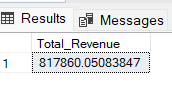 Results Messages
Total_Revenue
1 817860.05083847